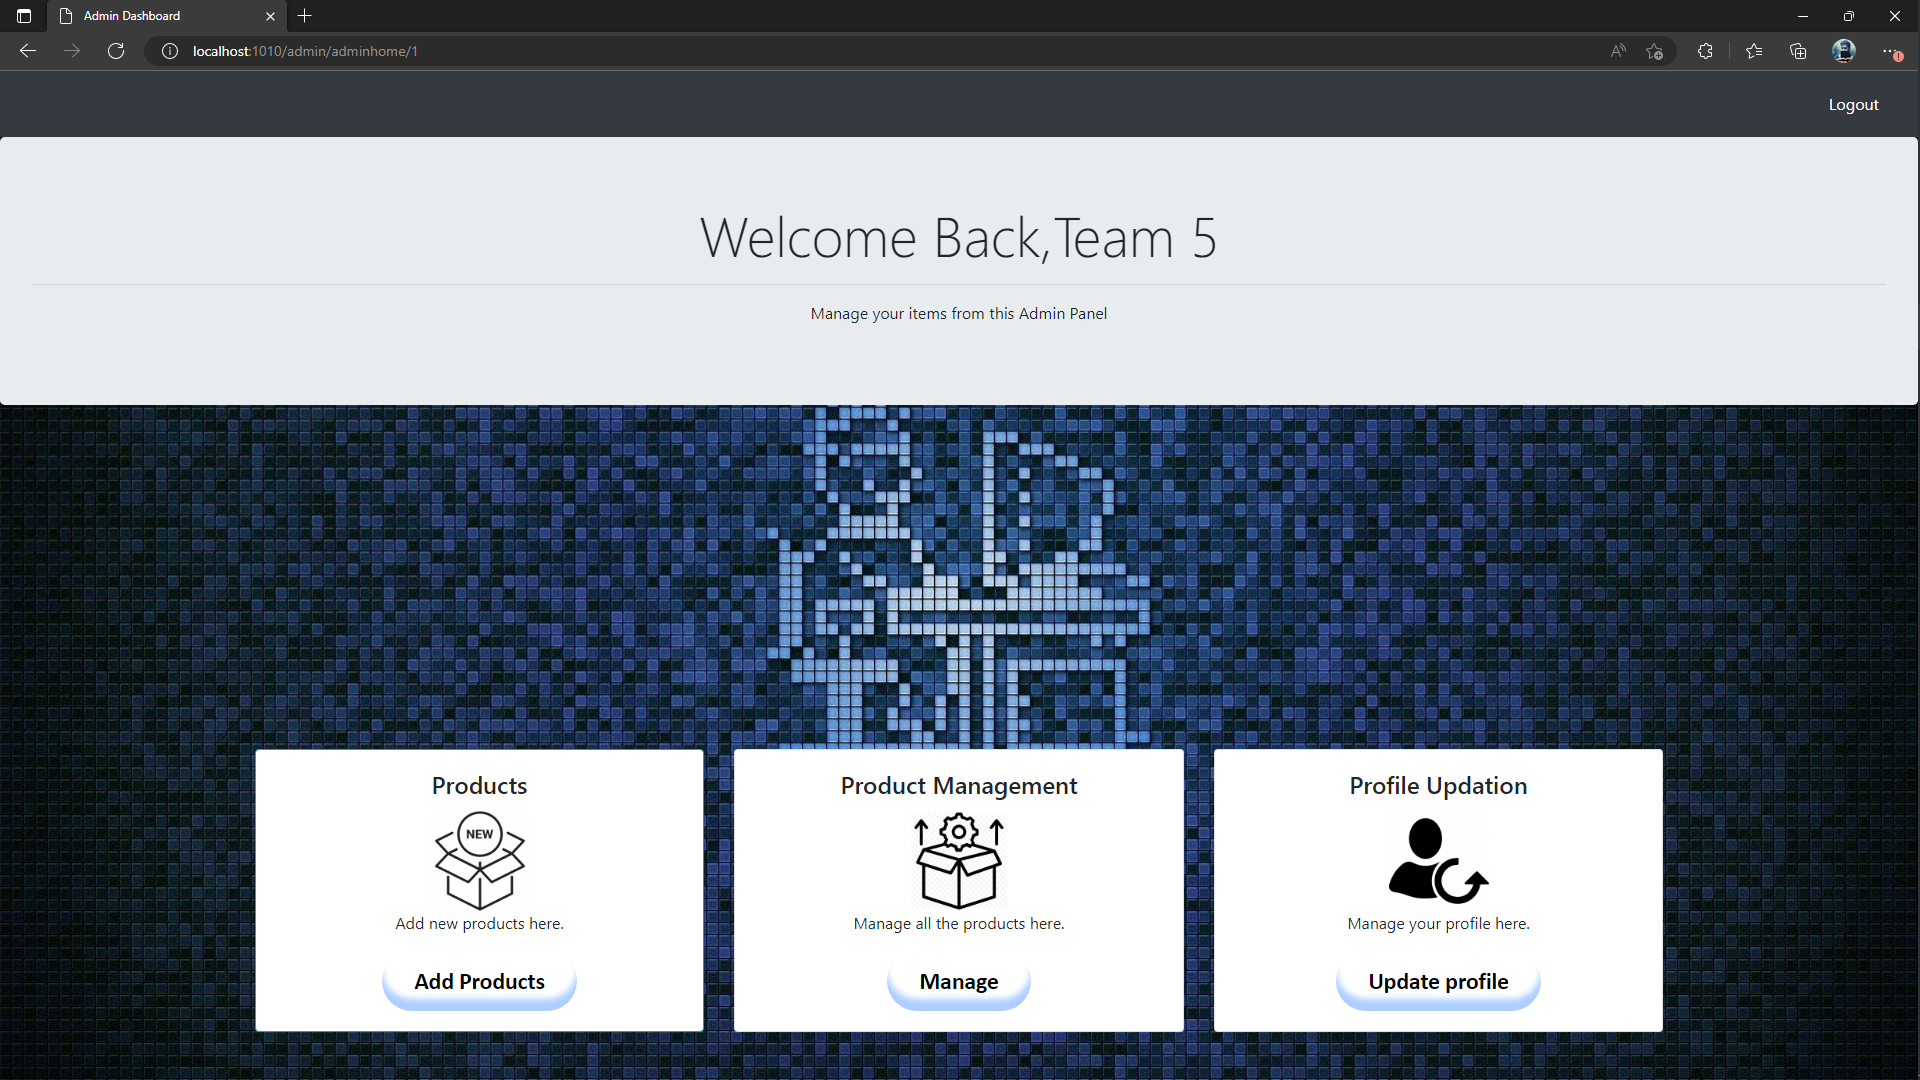 Admin Dashboard
localhost:1010/admin/adminhome/1
Logout
Welcome Back,Team 5
Manage your items from this Admin Panel
Products
NEW
Add new products here.
Add Products
Product Management
Manage all the products here.
Manage
Profile Updation
Manage your profile here.
Update profile